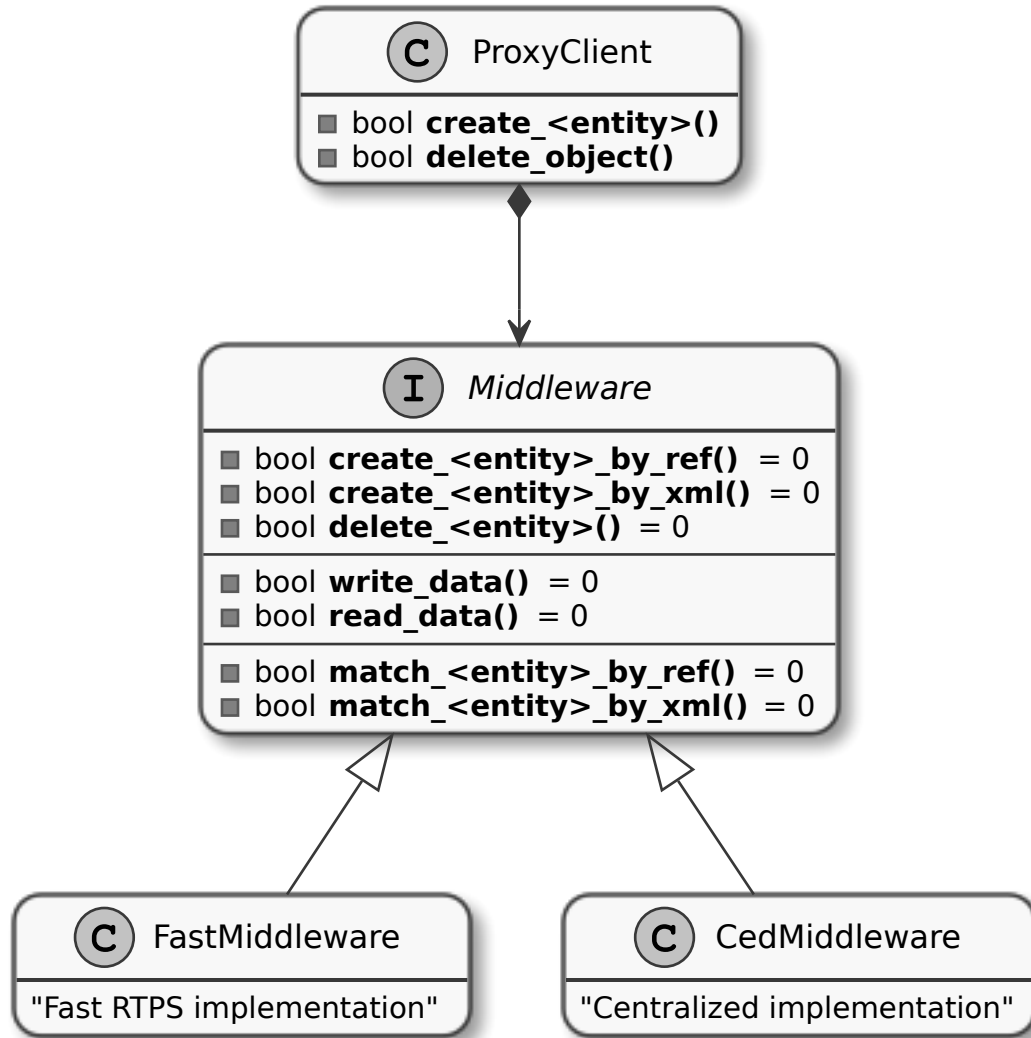 C ProxyClient
bool create_<entity>()
bool delete_object()
I Middleware
bool create_<entity>_by_ref() = 0
bool create_<entity>_by_xml() = 0
bool delete_<entity>() = 0
bool write_data() = 0
bool read_data() = 0
bool match_<entity>_by_ref() = 0
bool match_<entity>_by_xml() = 0
C FastMiddleware
"Fast RTPS implementation"
C CedMiddleware
"Centralized implementation"